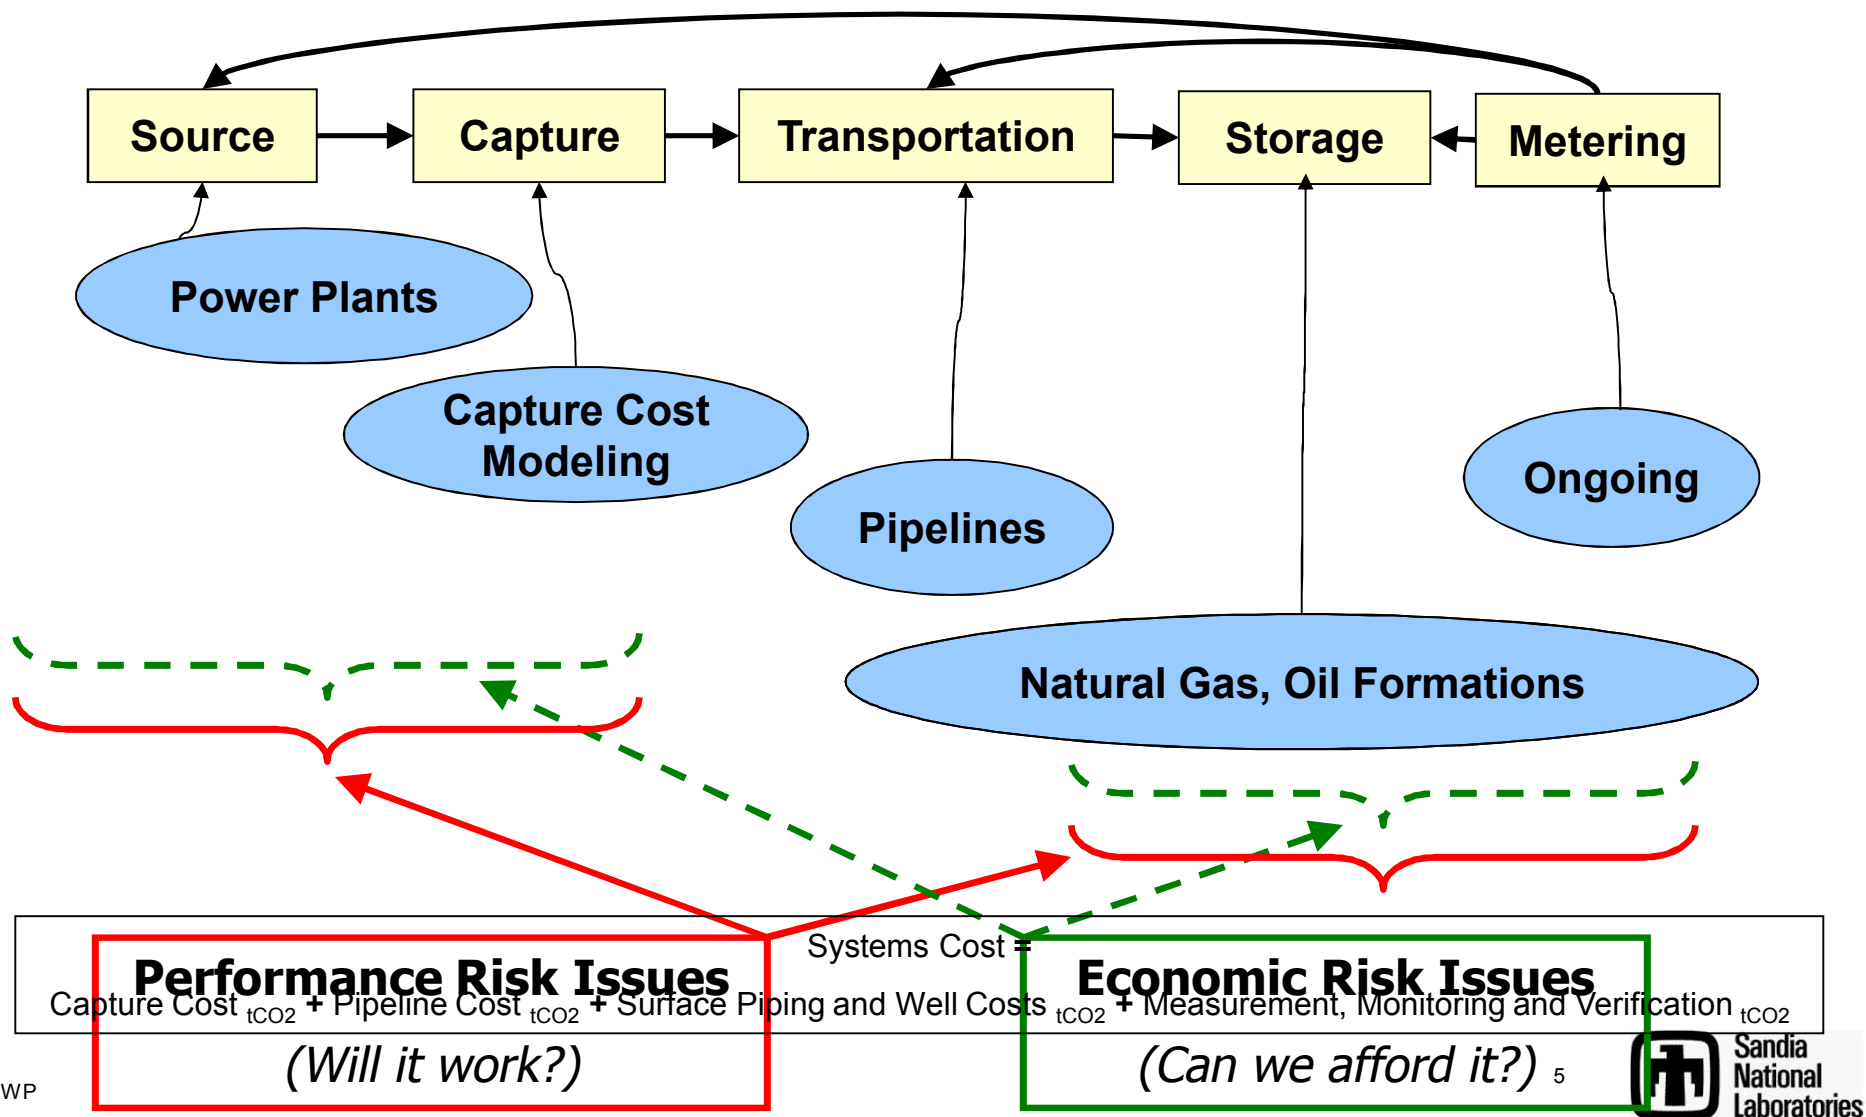 Source
Capture
Transportation
Storage
Metering
Power Plants
Capture Cost
Modeling
Pipelines
Ongoing
Natural Gas, Oil Formations
Systems Cost =
Capture Cost tCO2 + Pipeline Cost tCO2 + Surface Piping and Well Costs tCO2 + Measurement, Monitoring and Verification tCO2
Performance Risk Issues
(Will it work?)
Economic Risk Issues
(Can we afford it?)
5
WP
Sandia
National
Laboratories